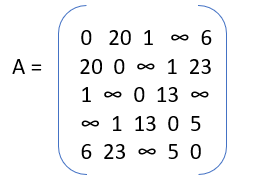 0 20 1 ∞ 6
A = 20 0 ∞ 1 23
1 ∞ 0 13 ∞
∞ 1 13 0 5
6 23 ∞ 5 0